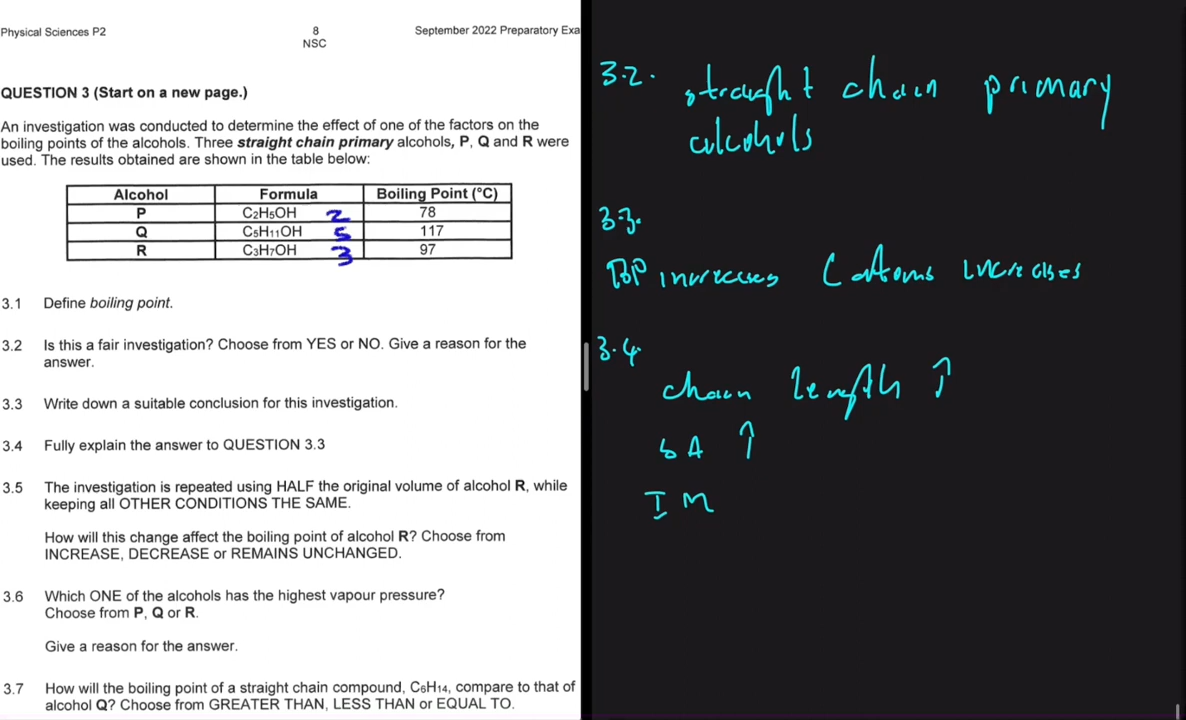 Physical Sciences P2
8
NSC
September 2022 Preparatory Exa
QUESTION 3 (Start on a new page.)
An investigation was conducted to determine the effect of one of the factors on the
boiling points of the alcohols. Three straight chain primary alcohols, P, Q and R were
used. The results obtained are shown in the table below:
Alcohol Formula Boiling Point (°C)
P C2H5OH 2 78
Q C5H11OH 5 117
R C3H7OH 3 97
3.1 Define boiling point.
3.2 Is this a fair investigation? Choose from YES or NO. Give a reason for the
answer.
3.3 Write down a suitable conclusion for this investigation.
3.4 Fully explain the answer to QUESTION 3.3
3.5 The investigation is repeated using HALF the original volume of alcohol R, while
keeping all OTHER CONDITIONS THE SAME.
How will this change affect the boiling point of alcohol R? Choose from
INCREASE, DECREASE or REMAINS UNCHANGED.
3.6 Which ONE of the alcohols has the highest vapour pressure?
Choose from P, Q or R.
Give a reason for the answer.
3.7 How will the boiling point of a straight chain compound, C6H14, compare to that of
alcohol Q? Choose from GREATER THAN, LESS THAN or EQUAL TO.
3.2. straight chain primary
alcohols
3.3.
BP increases C atoms increases
3.4
chain length ↑
SA ↑
IM